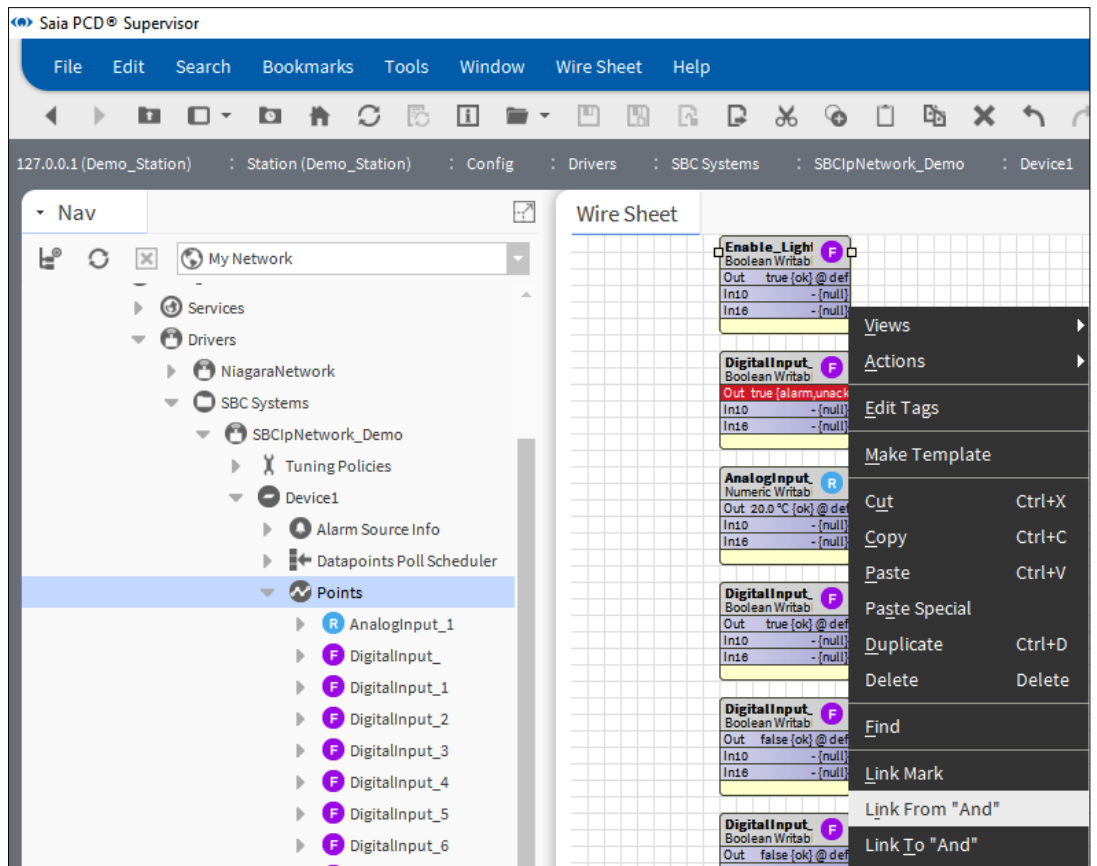 Saia PCD® Supervisor
File Edit Search Bookmarks Tools Window Wire Sheet Help
127.0.0.1 (Demo_Station) : Station (Demo_Station) : Config : Drivers : SBC Systems : SBCIpNetwork_Demo : Device1
Nav
My Network
Services
Drivers
NiagaraNetwork
SBC Systems
SBCIpNetwork_Demo
Tuning Policies
Device1
Alarm Source Info
Datapoints Poll Scheduler
Points
R AnalogInput_1
F DigitalInput_
F DigitalInput_1
F DigitalInput_2
F DigitalInput_3
F DigitalInput_4
F DigitalInput_5
F DigitalInput_6
Wire Sheet
Enable_Light F
Boolean Writab
Out true {ok} @ def
In10 - {null}
In16 - {null}
DigitalInput_ F
Boolean Writab
Out true {alarm,unack
In10 - {null}
In16 - {null}
AnalogInput_ R
Numeric Writab
Out 20.0 °C {ok} @ def
In10 - {null}
In16 - {null}
DigitalInput_ F
Boolean Writab
Out true {ok} @ def
In10 - {null}
In16 - {null}
DigitalInput_ F
Boolean Writab
Out false {ok} @ def
In10 - {null}
In16 - {null}
DigitalInput_ F
Boolean Writab
Out false {ok} @ def
Views
Actions
Edit Tags
Make Template
Cut Ctrl+X
Copy Ctrl+C
Paste Ctrl+V
Paste Special
Duplicate Ctrl+D
Delete Delete
Find
Link Mark
Link From "And"
Link To "And"